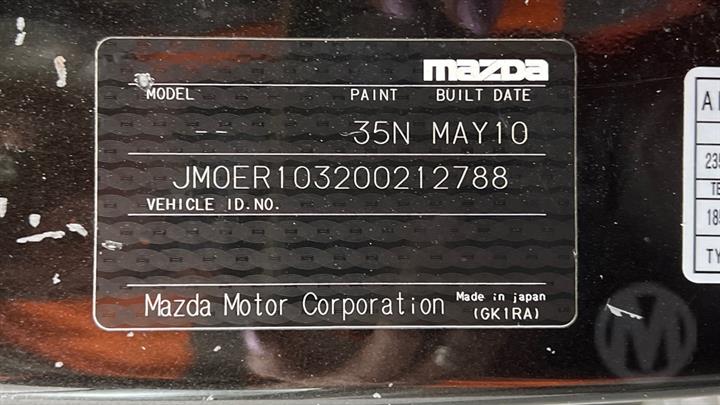 mazda
MODEL PAINT BUILT DATE
-- 35N MAY10
JM0ER103200212788
VEHICLE ID.NO.
Mazda Motor Corporation Made in japan
(GK1RA)
M